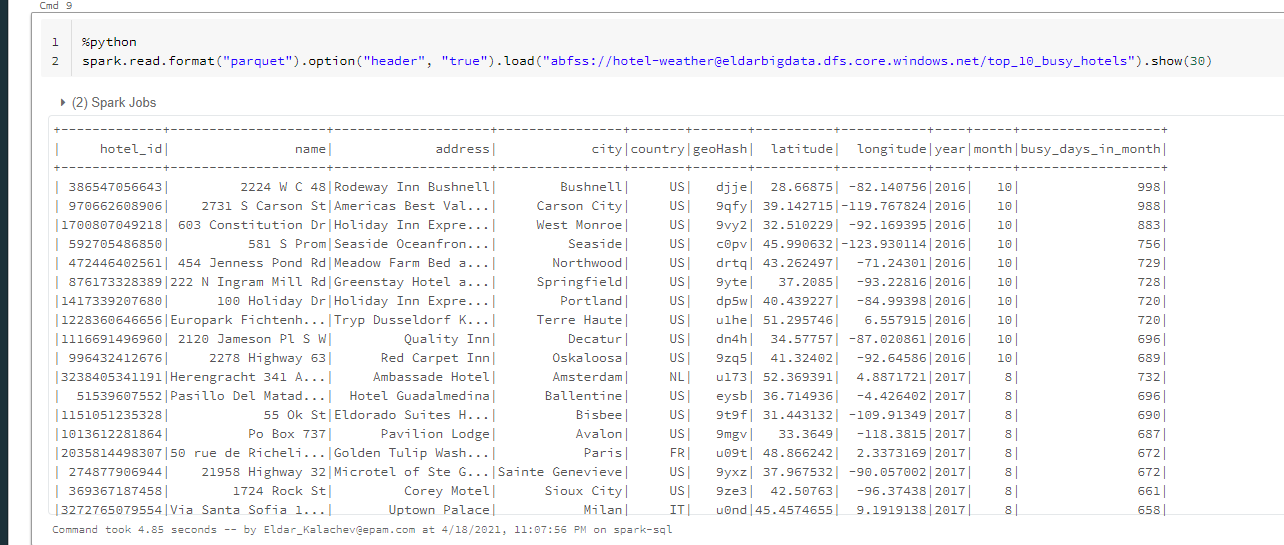 Cmd 9
1 %python
2 spark.read.format("parquet").option("header", "true").load("abfss://hotel-weather@eldarbigdata.dfs.core.windows.net/top_10_busy_hotels").show(30)
(2) Spark Jobs
+-------------+--------------------+--------------------+----------------+-------+-------+----------+-----------+----+-----+------------------+
| hotel_id| name| address| city|country|geoHash| latitude| longitude|year|month|busy_days_in_month|
+-------------+--------------------+--------------------+----------------+-------+-------+----------+-----------+----+-----+------------------+
| 386547056643| 2224 W C 48|Rodeway Inn Bushnell| Bushnell| US| djje| 28.66875| -82.140756|2016| 10| 998|
| 970662608906| 2731 S Carson St|Americas Best Val...| Carson City| US| 9qfy| 39.142715|-119.767824|2016| 10| 988|
|1700807049218| 603 Constitution Dr|Holiday Inn Expre...| West Monroe| US| 9vy2| 32.510229| -92.169395|2016| 10| 883|
| 592705486850| 581 S Prom|Seaside Oceanfron...| Seaside| US| c0pv| 45.990632|-123.930114|2016| 10| 756|
| 472446402561| 454 Jenness Pond Rd|Meadow Farm Bed a...| Northwood| US| drtq| 43.262497| -71.24301|2016| 10| 729|
| 876173328389|222 N Ingram Mill Rd|Greenstay Hotel a...| Springfield| US| 9yte| 37.2085| -93.22816|2016| 10| 728|
|1417339207680| 100 Holiday Dr|Holiday Inn Expre...| Portland| US| dp5w| 40.439227| -84.99398|2016| 10| 720|
|1228360646656|Europark Fichtenh...|Tryp Dusseldorf K...| Terre Haute| US| u1he| 51.295746| 6.557915|2016| 10| 720|
|1116691496960| 2120 Jameson Pl S W| Quality Inn| Decatur| US| dn4h| 34.57757| -87.020861|2016| 10| 696|
| 996432412676| 2278 Highway 63| Red Carpet Inn| Oskaloosa| US| 9zq5| 41.32402| -92.64586|2016| 10| 689|
|3238405341191|Herengracht 341 A...| Ambassade Hotel| Amsterdam| NL| u173| 52.369391| 4.8871721|2017| 8| 732|
| 51539607552|Pasillo Del Matad...| Hotel Guadalmedina| Ballentine| US| eysb| 36.714936| -4.426402|2017| 8| 696|
|1151051235328| 55 Ok St|Eldorado Suites H...| Bisbee| US| 9t9f| 31.443132| -109.91349|2017| 8| 690|
|1013612281864| Po Box 737| Pavilion Lodge| Avalon| US| 9mgv| 33.3649| -118.3815|2017| 8| 687|
|2035814498307|50 rue de Richeli...|Golden Tulip Wash...| Paris| FR| u09t| 48.866242| 2.3373169|2017| 8| 672|
| 274877906944| 21958 Highway 32|Microtel of Ste G...|Sainte Genevieve| US| 9yxz| 37.967532| -90.057002|2017| 8| 672|
| 369367187458| 1724 Rock St| Corey Motel| Sioux City| US| 9ze3| 42.50763| -96.37438|2017| 8| 661|
|3272765079554|Via Santa Sofia 1...| Uptown Palace| Milan| IT| u0nd|45.4574655| 9.1919138|2017| 8| 658|
Command took 4.85 seconds -- by Eldar_Kalachev@epam.com at 4/18/2021, 11:07:56 PM on spark-sql